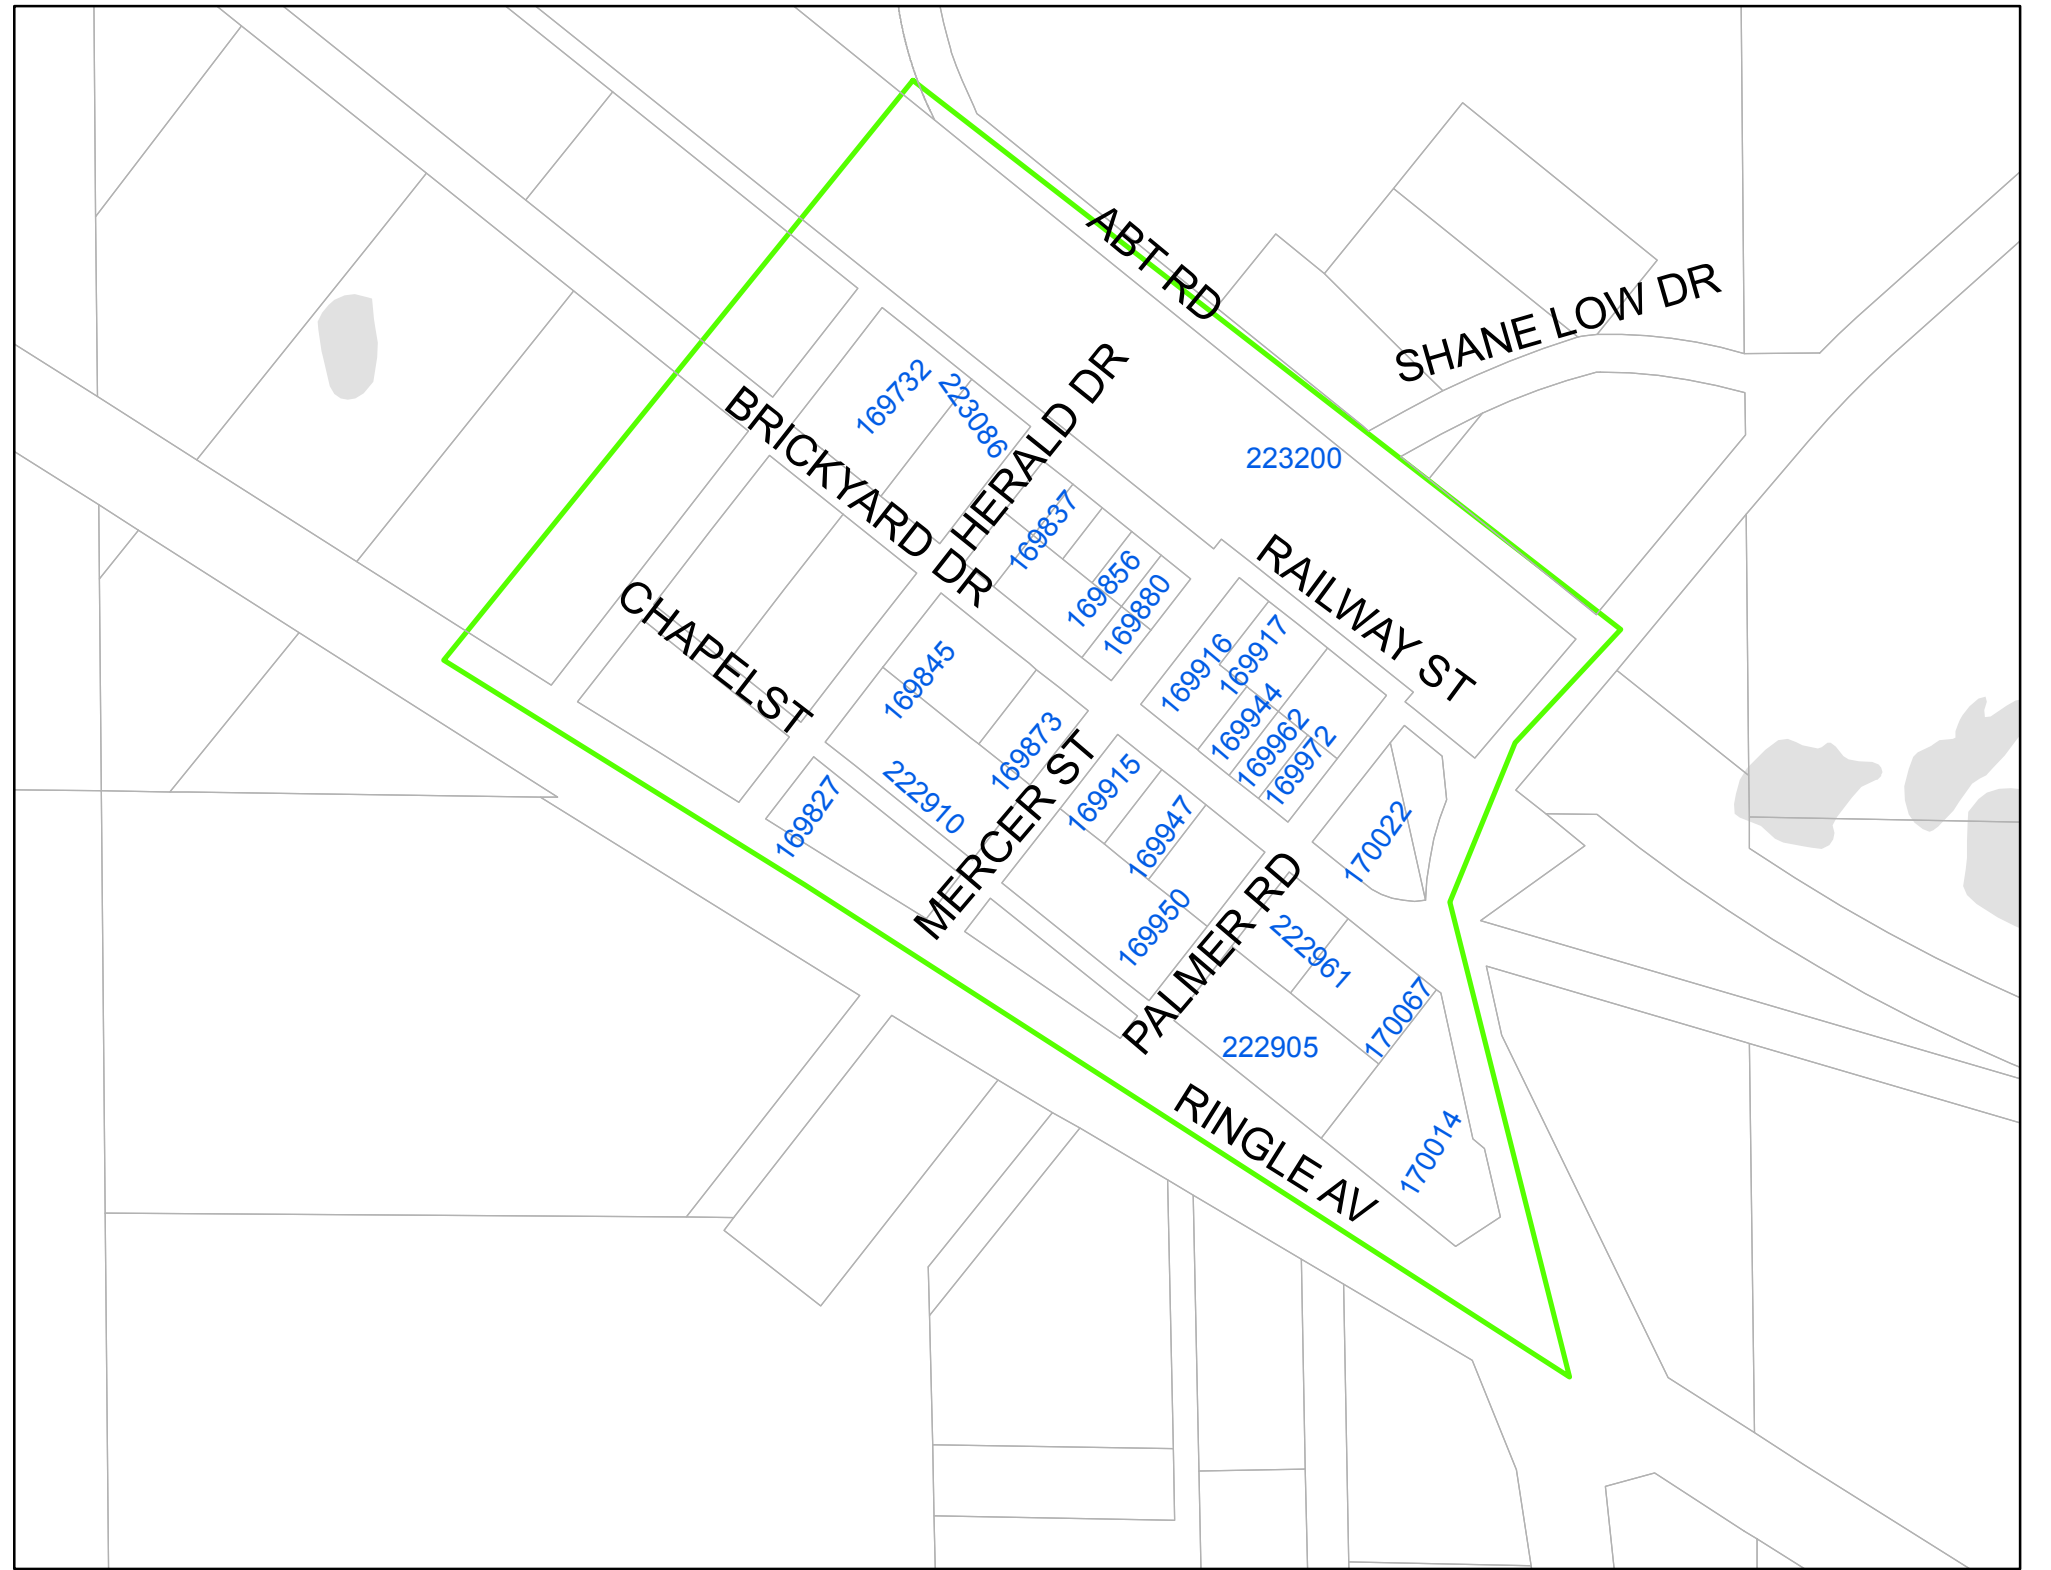 ABT RD
SHANE LOW DR
169732
223086
HERALD DR
BRICKYARD DR
223200
169837
RAILWAY ST
169856
169880
CHAPELST
169845
169916
169917
169944
169962
169972
169873
MERCER ST
222910
169827
169915
169947
170022
169950
PALMER RD
222961
170067
222905
RINGLE AV
170014